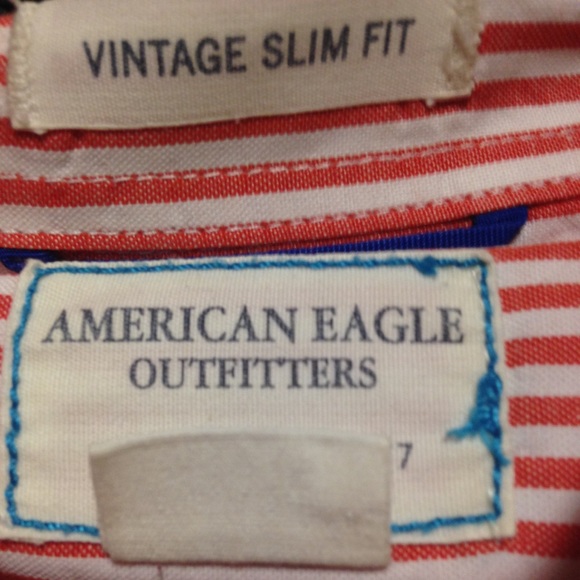 VINTAGE SLIM FIT
AMERICAN EAGLE
OUTFITTERS
7